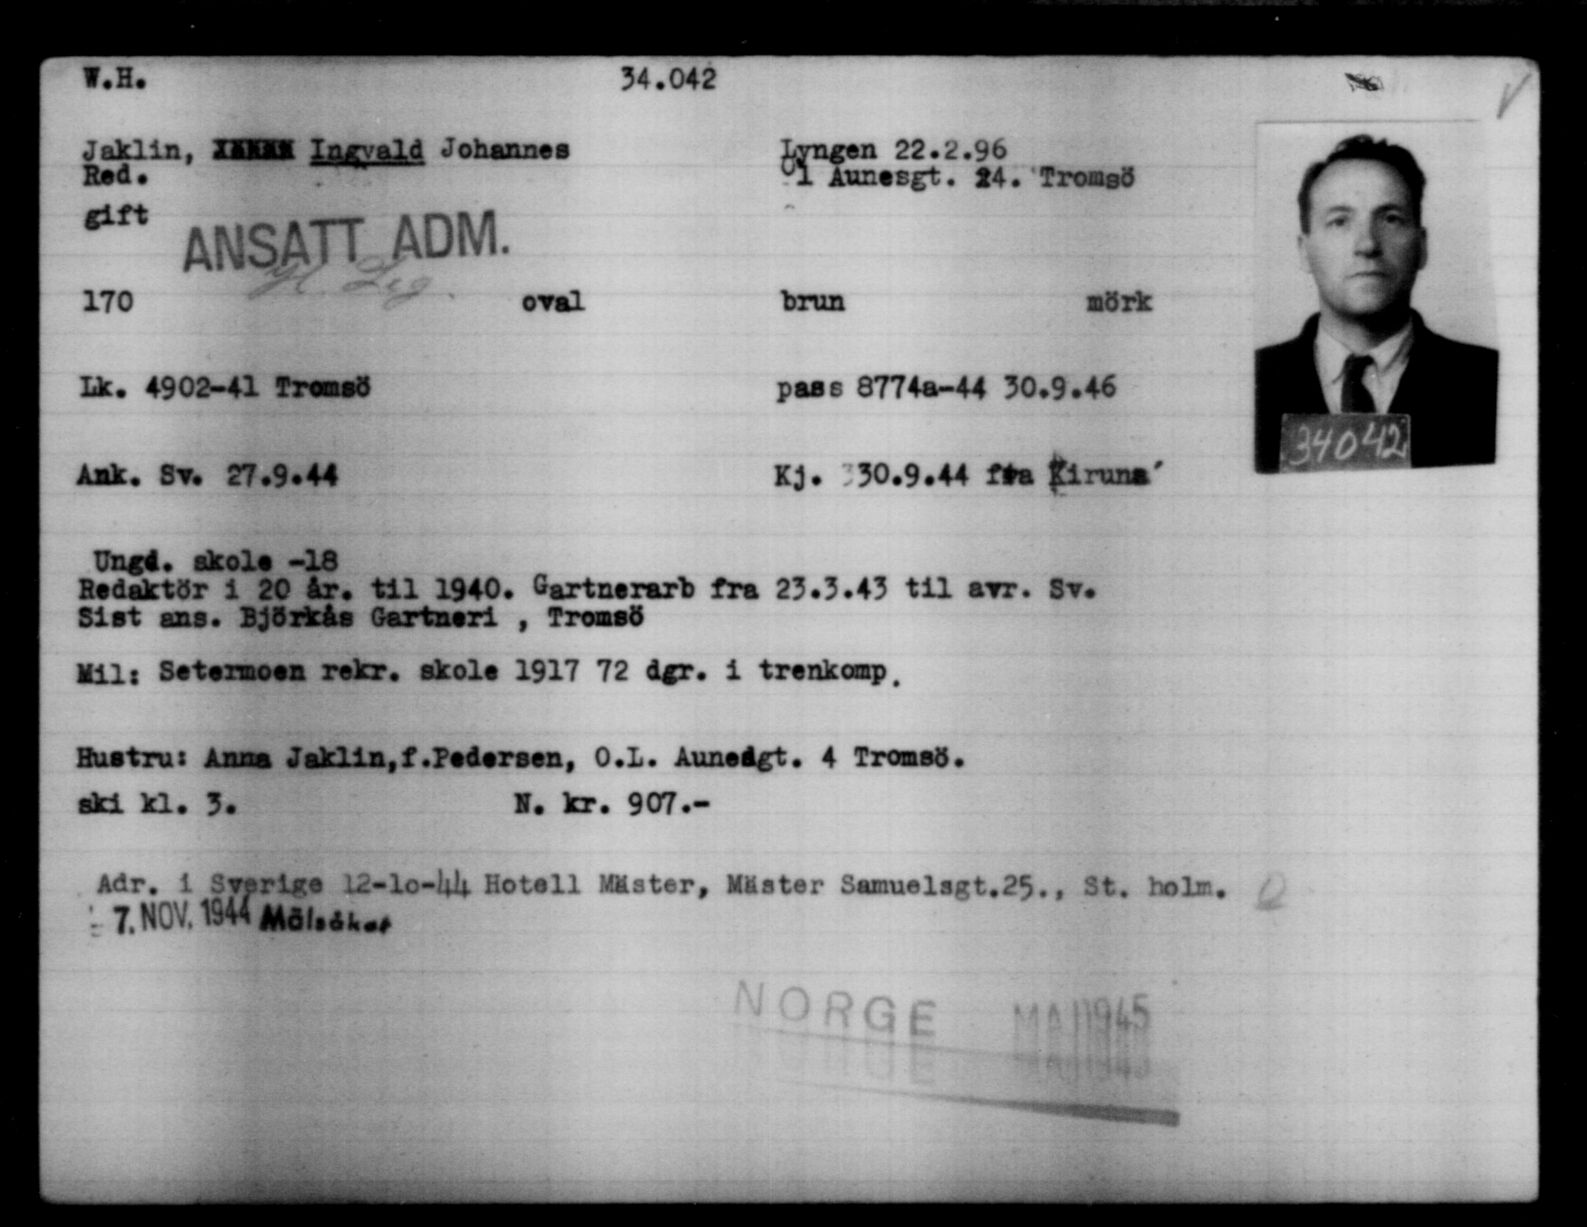 W.H. 34.042
Jaklin, Ingvald Johannes Lyngen 22.2.96
Red. Ol Aunesgt. 24. Tromsö
gift
ANSATT ADM.
H. Leg.
170 oval brun mörk
Lk. 4902-41 Tromsö pass 8774a-44 30.9.46
34042
Ank. Sv. 27.9.44 Kj. 30.9.44 fra Kiruna
Ungd. skole -18
Redaktör i 20 år. til 1940. Gartnerarb fra 23.3.43 til avr. Sv.
Sist ans. Björkås Gartneri , Tromsö
Mil: Setermoen rekr. skole 1917 72 dgr. i trenkomp.
Hustru: Anna Jaklin,f.Pedersen, O.L. Aunesgt. 4 Tromsö.
ski kl. 3. N. kr. 907.-
Adr. i Sverige 12-10-44 Hotell Mäster, Mäster Samuelsgt.25., St. holm.
- 7. NOV. 1944 Mälsåker
NORGE MAI 1945